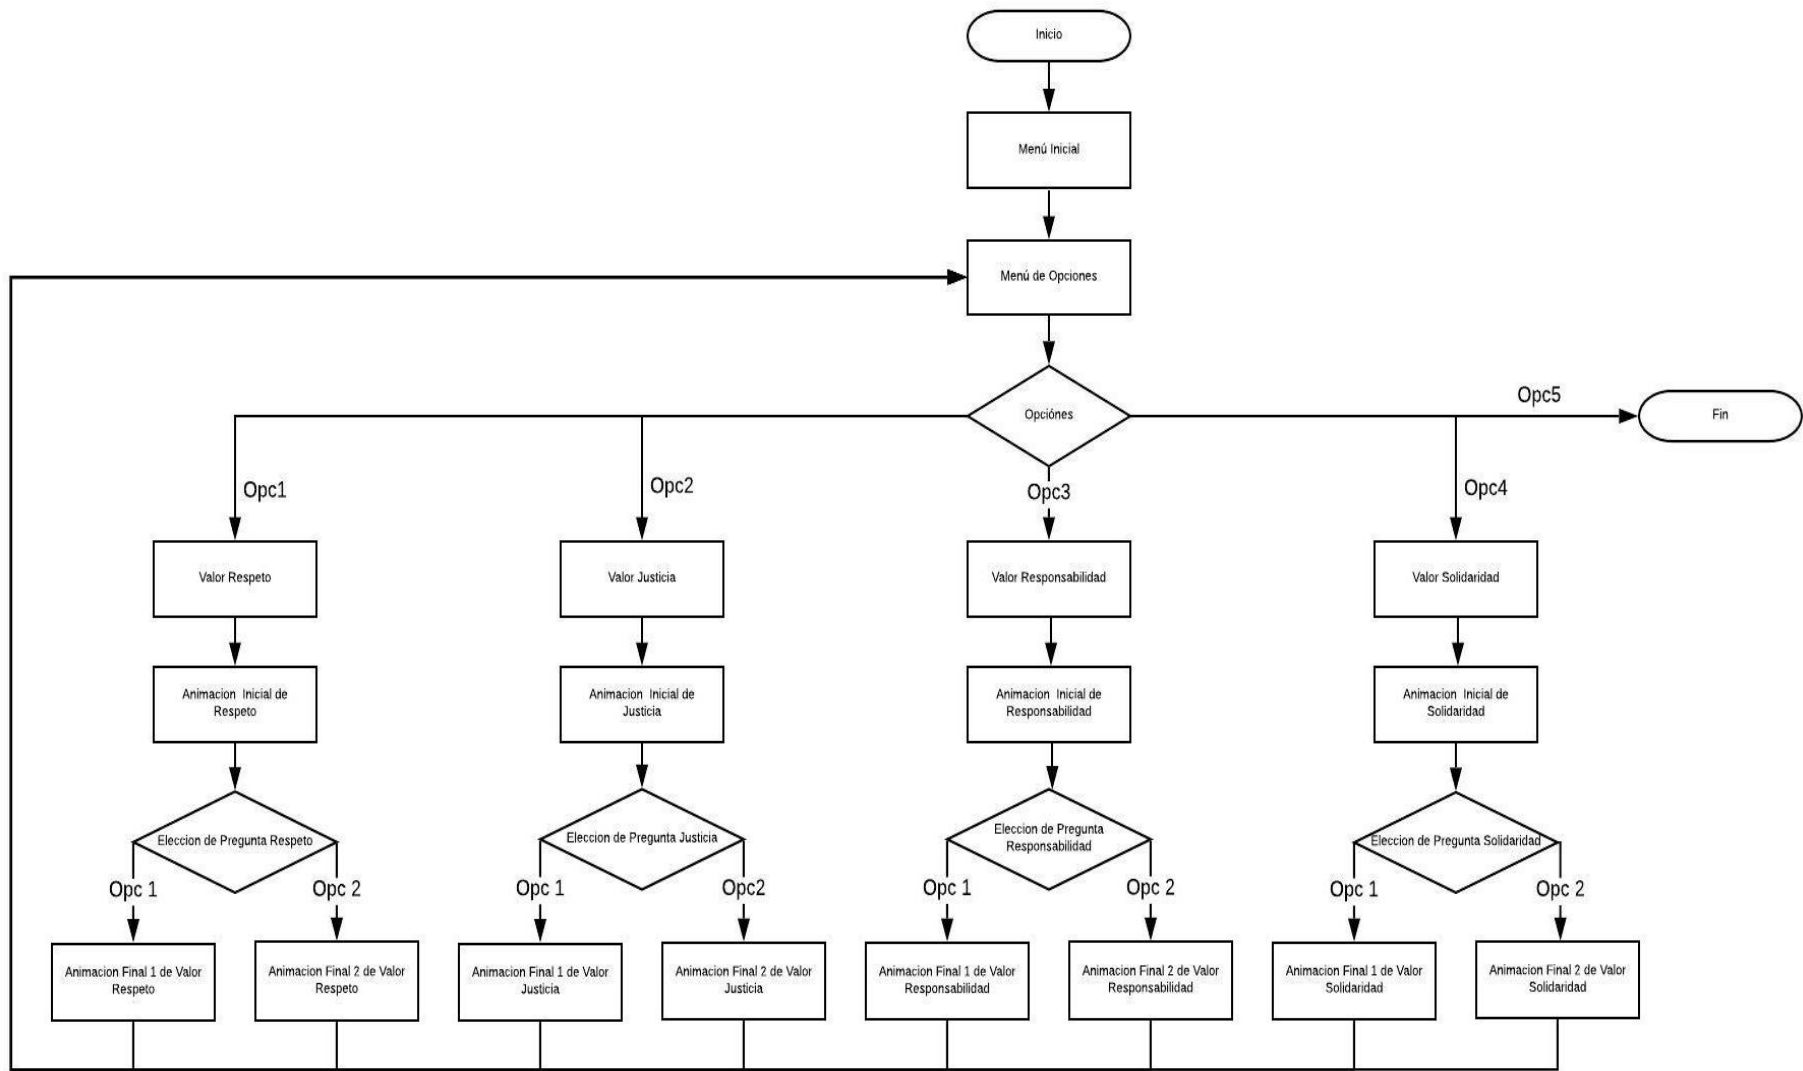 Inicio
Menú Inicial
Menú de Opciones
Opciónes
Opc5
Fin
Opc1
Opc2
Opc3
Opc4
Valor Respeto
Valor Justicia
Valor Responsabilidad
Valor Solidaridad
Animacion Inicial de
Respeto
Animacion Inicial de
Justicia
Animacion Inicial de
Responsabilidad
Animacion Inicial de
Solidaridad
Eleccion de Pregunta Respeto
Eleccion de Pregunta Justicia
Eleccion de Pregunta
Responsabilidad
Eleccion de Pregunta Solidaridad
Opc 1
Opc 2
Opc 1
Opc2
Opc 1
Opc 2
Opc 1
Opc 2
Animacion Final 1 de Valor
Respeto
Animacion Final 2 de Valor
Respeto
Animacion Final 1 de Valor
Justicia
Animacion Final 2 de Valor
Justicia
Animacion Final 1 de Valor
Responsabilidad
Animacion Final 2 de Valor
Responsabilidad
Animacion Final 1 de Valor
Solidaridad
Animacion Final 2 de Valor
Solidaridad